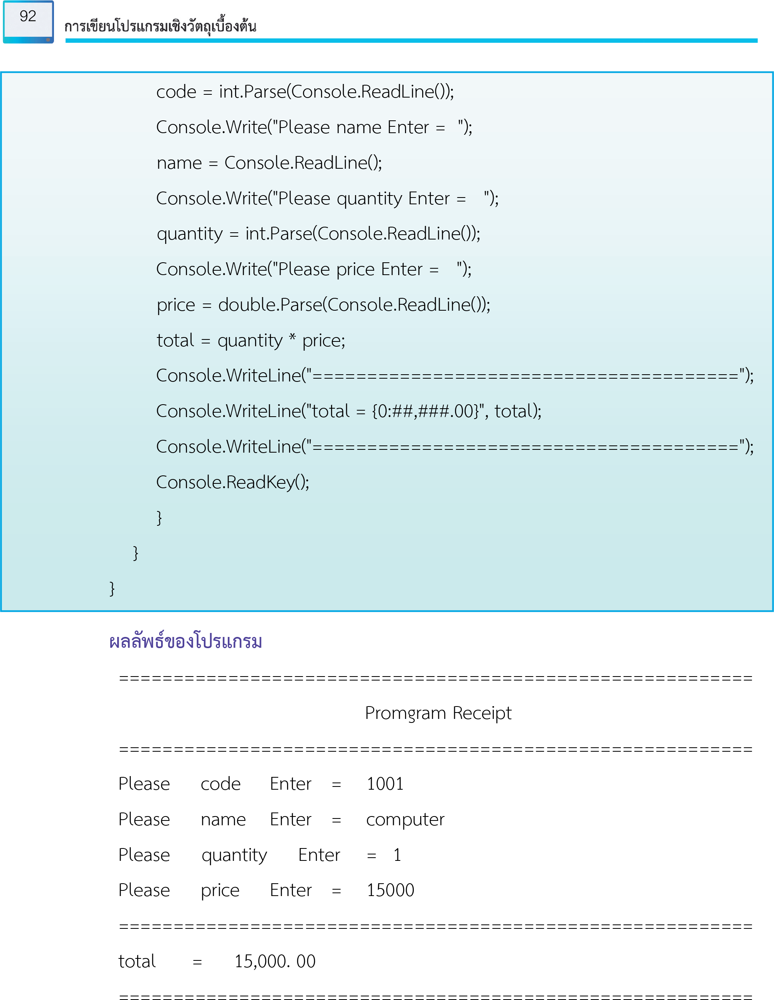 92
การเขียนโปรแกรมเชิงวัตถุเบื้องต้น
code = int.Parse(Console.ReadLine());
Console.Write("Please name Enter =  ");
name = Console.ReadLine();
Console.Write("Please quantity Enter =   ");
quantity = int.Parse(Console.ReadLine());
Console.Write("Please price Enter =   ");
price = double.Parse(Console.ReadLine());
total = quantity * price;
Console.WriteLine("=======================================");
Console.WriteLine("total = {0:##,###.00}", total);
Console.WriteLine("=======================================");
Console.ReadKey();
}
}
}
ผลลัพธ์ของโปรแกรม
==========================================================
Promgram Receipt
==========================================================
Please code Enter = 1001
Please name Enter = computer
Please quantity Enter = 1
Please price Enter = 15000
==========================================================
total = 15,000. 00
==========================================================